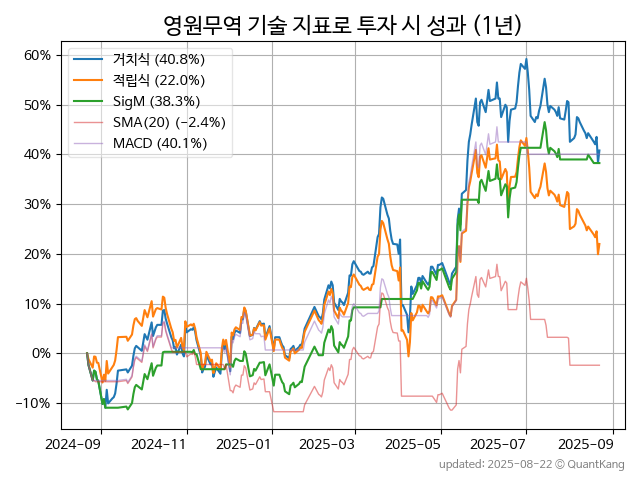 영원무역 기술 지표로 투자 시 성과 (1년)
60%
50%
40%
30%
20%
10%
0%
−10%
거치식 (40.8%)
적립식 (22.0%)
SigM (38.3%)
SMA(20) (−2.4%)
MACD (40.1%)
2024-09 2024-11 2025-01 2025-03 2025-05 2025-07 2025-09
updated: 2025-08-22 © QuantKang